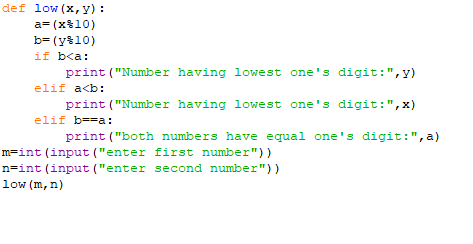 def low(x,y):
    a=(x%10)
    b=(y%10)
    if b<a:
        print("Number having lowest one's digit:",y)
    elif a<b:
        print("Number having lowest one's digit:",x)
    elif b==a:
        print("both numbers have equal one's digit:",a)
m=int(input("enter first number"))
n=int(input("enter second number"))
low(m,n)